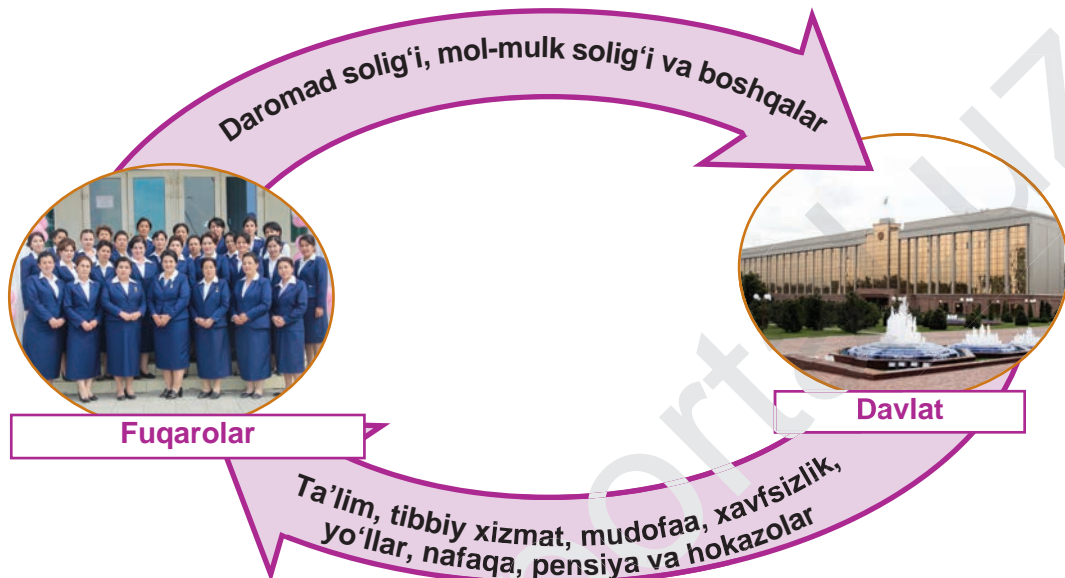 Daromad solig‘i, mol-mulk solig‘i va boshqalar
Fuqarolar
Davlat
Ta’lim, tibbiy xizmat, mudofaa, xavfsizlik,
yo‘llar, nafaqa, pensiya va hokazolar